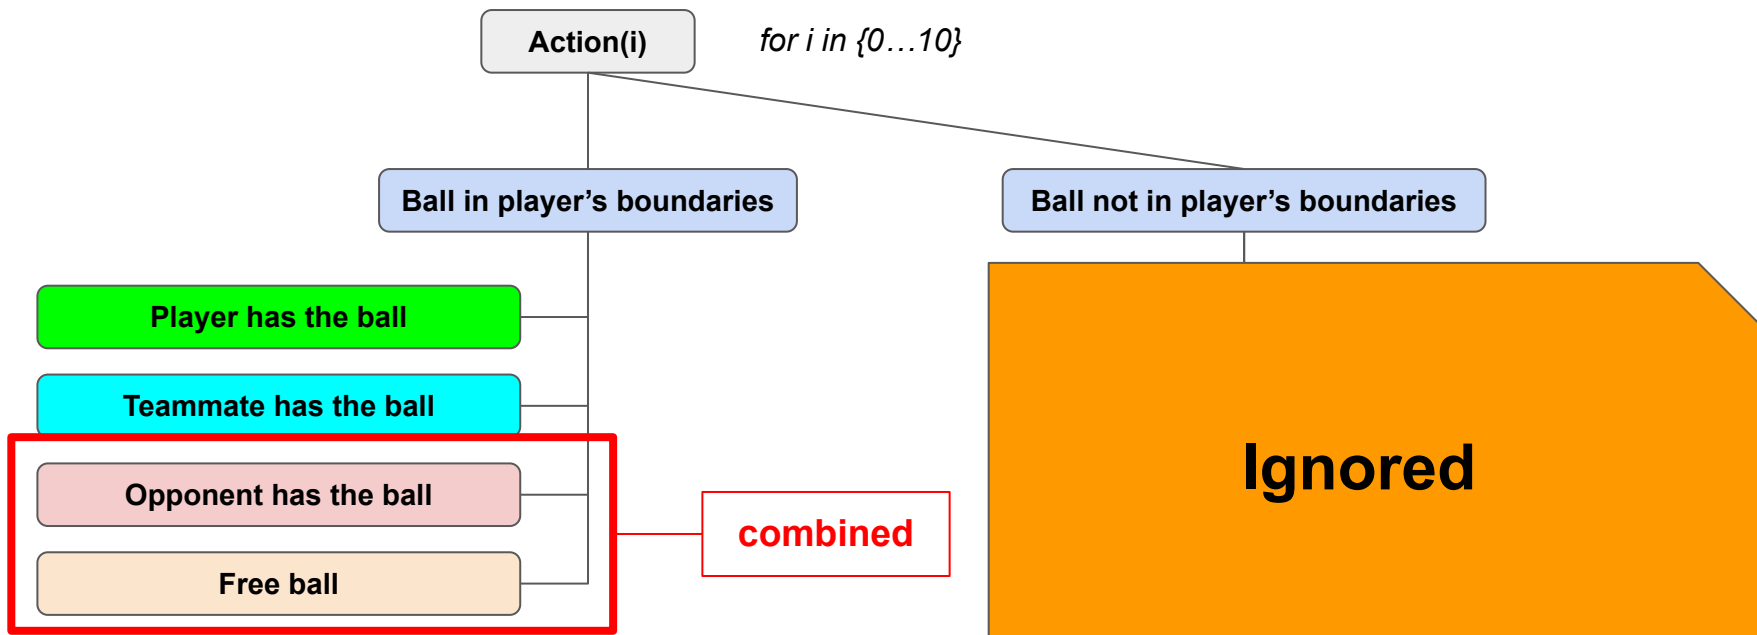 Action(i)
for i in {0…10}
Ball in player’s boundaries
Ball not in player’s boundaries
Player has the ball
Teammate has the ball
Opponent has the ball
Free ball
combined
Ignored